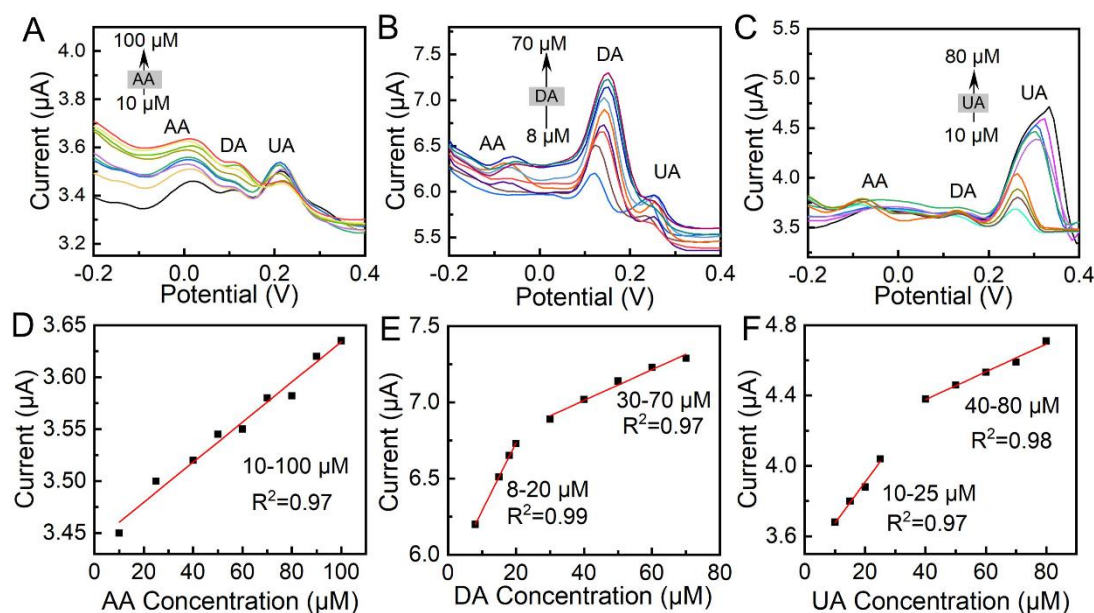 A
100 μM
AA
10 μM
AA
DA
UA
4.0
3.8
3.6
3.4
3.2
Current (μA)
-0.2
0.0
0.2
0.4
Potential (V)
B
70 μM
DA
8 μM
AA
DA
UA
7.5
7.0
6.5
6.0
5.5
Current (μA)
-0.2
0.0
0.2
0.4
Potential (V)
C
80 μM
UA
10 μM
AA
DA
UA
5.5
5.0
4.5
4.0
3.5
3.0
Current (μA)
-0.2
0.0
0.2
0.4
Potential (V)
D
3.65
3.60
3.55
3.50
3.45
Current (μA)
10-100 μM
R²=0.97
0 20 40 60 80 100
AA Concentration (μM)
E
7.5
7.0
6.5
6.0
Current (μA)
30-70 μM
R²=0.97
8-20 μM
R²=0.99
0 20 40 60 80
DA Concentration (μM)
F
4.8
4.4
4.0
3.6
Current (μA)
40-80 μM
R²=0.98
10-25 μM
R²=0.97
0 20 40 60 80
UA Concentration (μM)